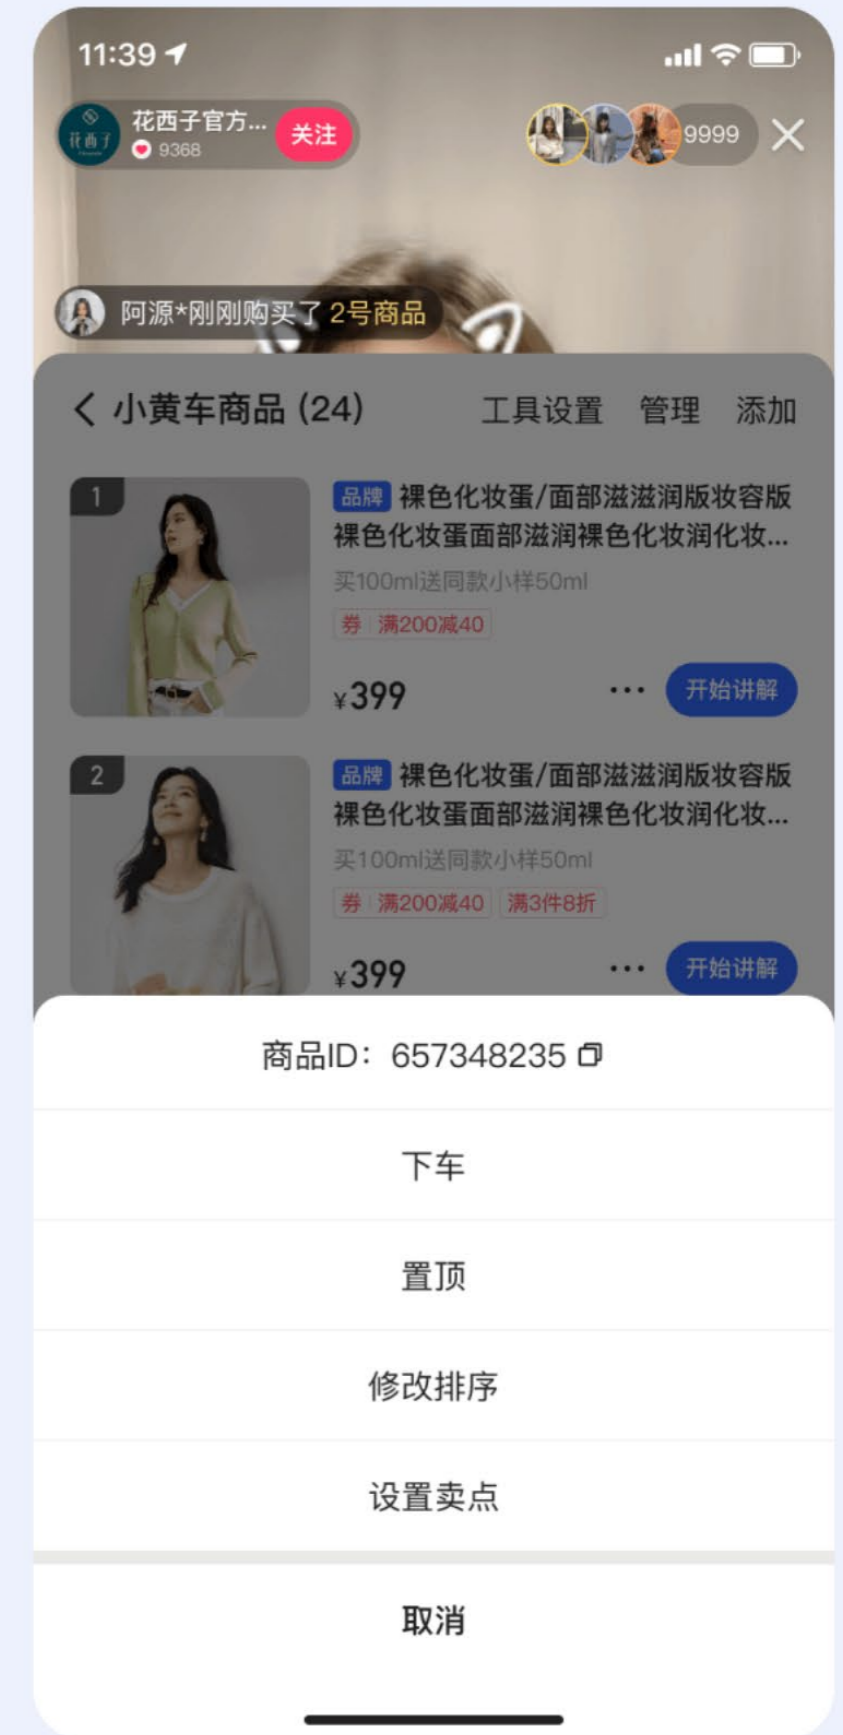 11:39
花西子
花西子官方...
9368
关注
9999
阿源*刚刚购买了 2号商品
小黄车商品 (24)
工具设置 管理 添加
1
品牌 裸色化妆蛋/面部滋滋润版妆容版
裸色化妆蛋面部滋润裸色化妆润化妆...
买100ml送同款小样50ml
券 满200减40
¥399
... 开始讲解
2
品牌 裸色化妆蛋/面部滋滋润版妆容版
裸色化妆蛋面部滋润裸色化妆润化妆...
买100ml送同款小样50ml
券 满200减40 满3件8折
¥399
... 开始讲解
商品ID：657348235
下车
置顶
修改排序
设置卖点
取消